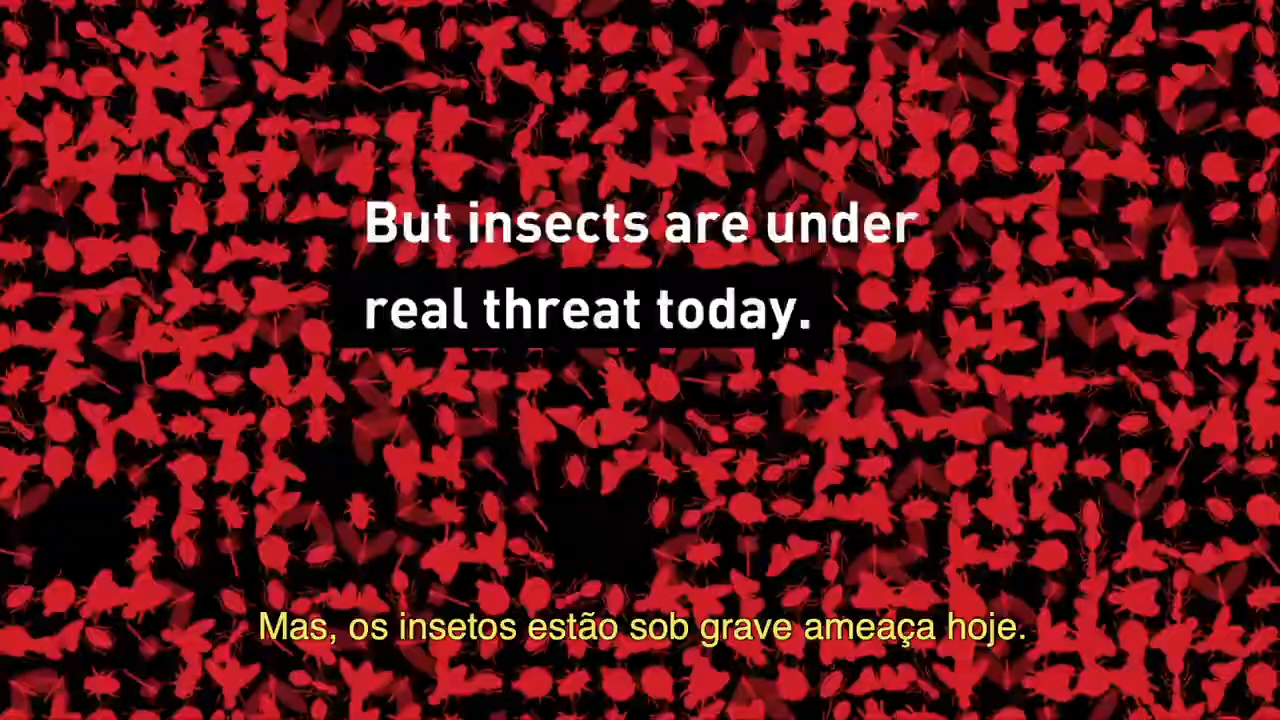 But insects are under
real threat today.
Mas, os insetos estão sob grave ameaça hoje.